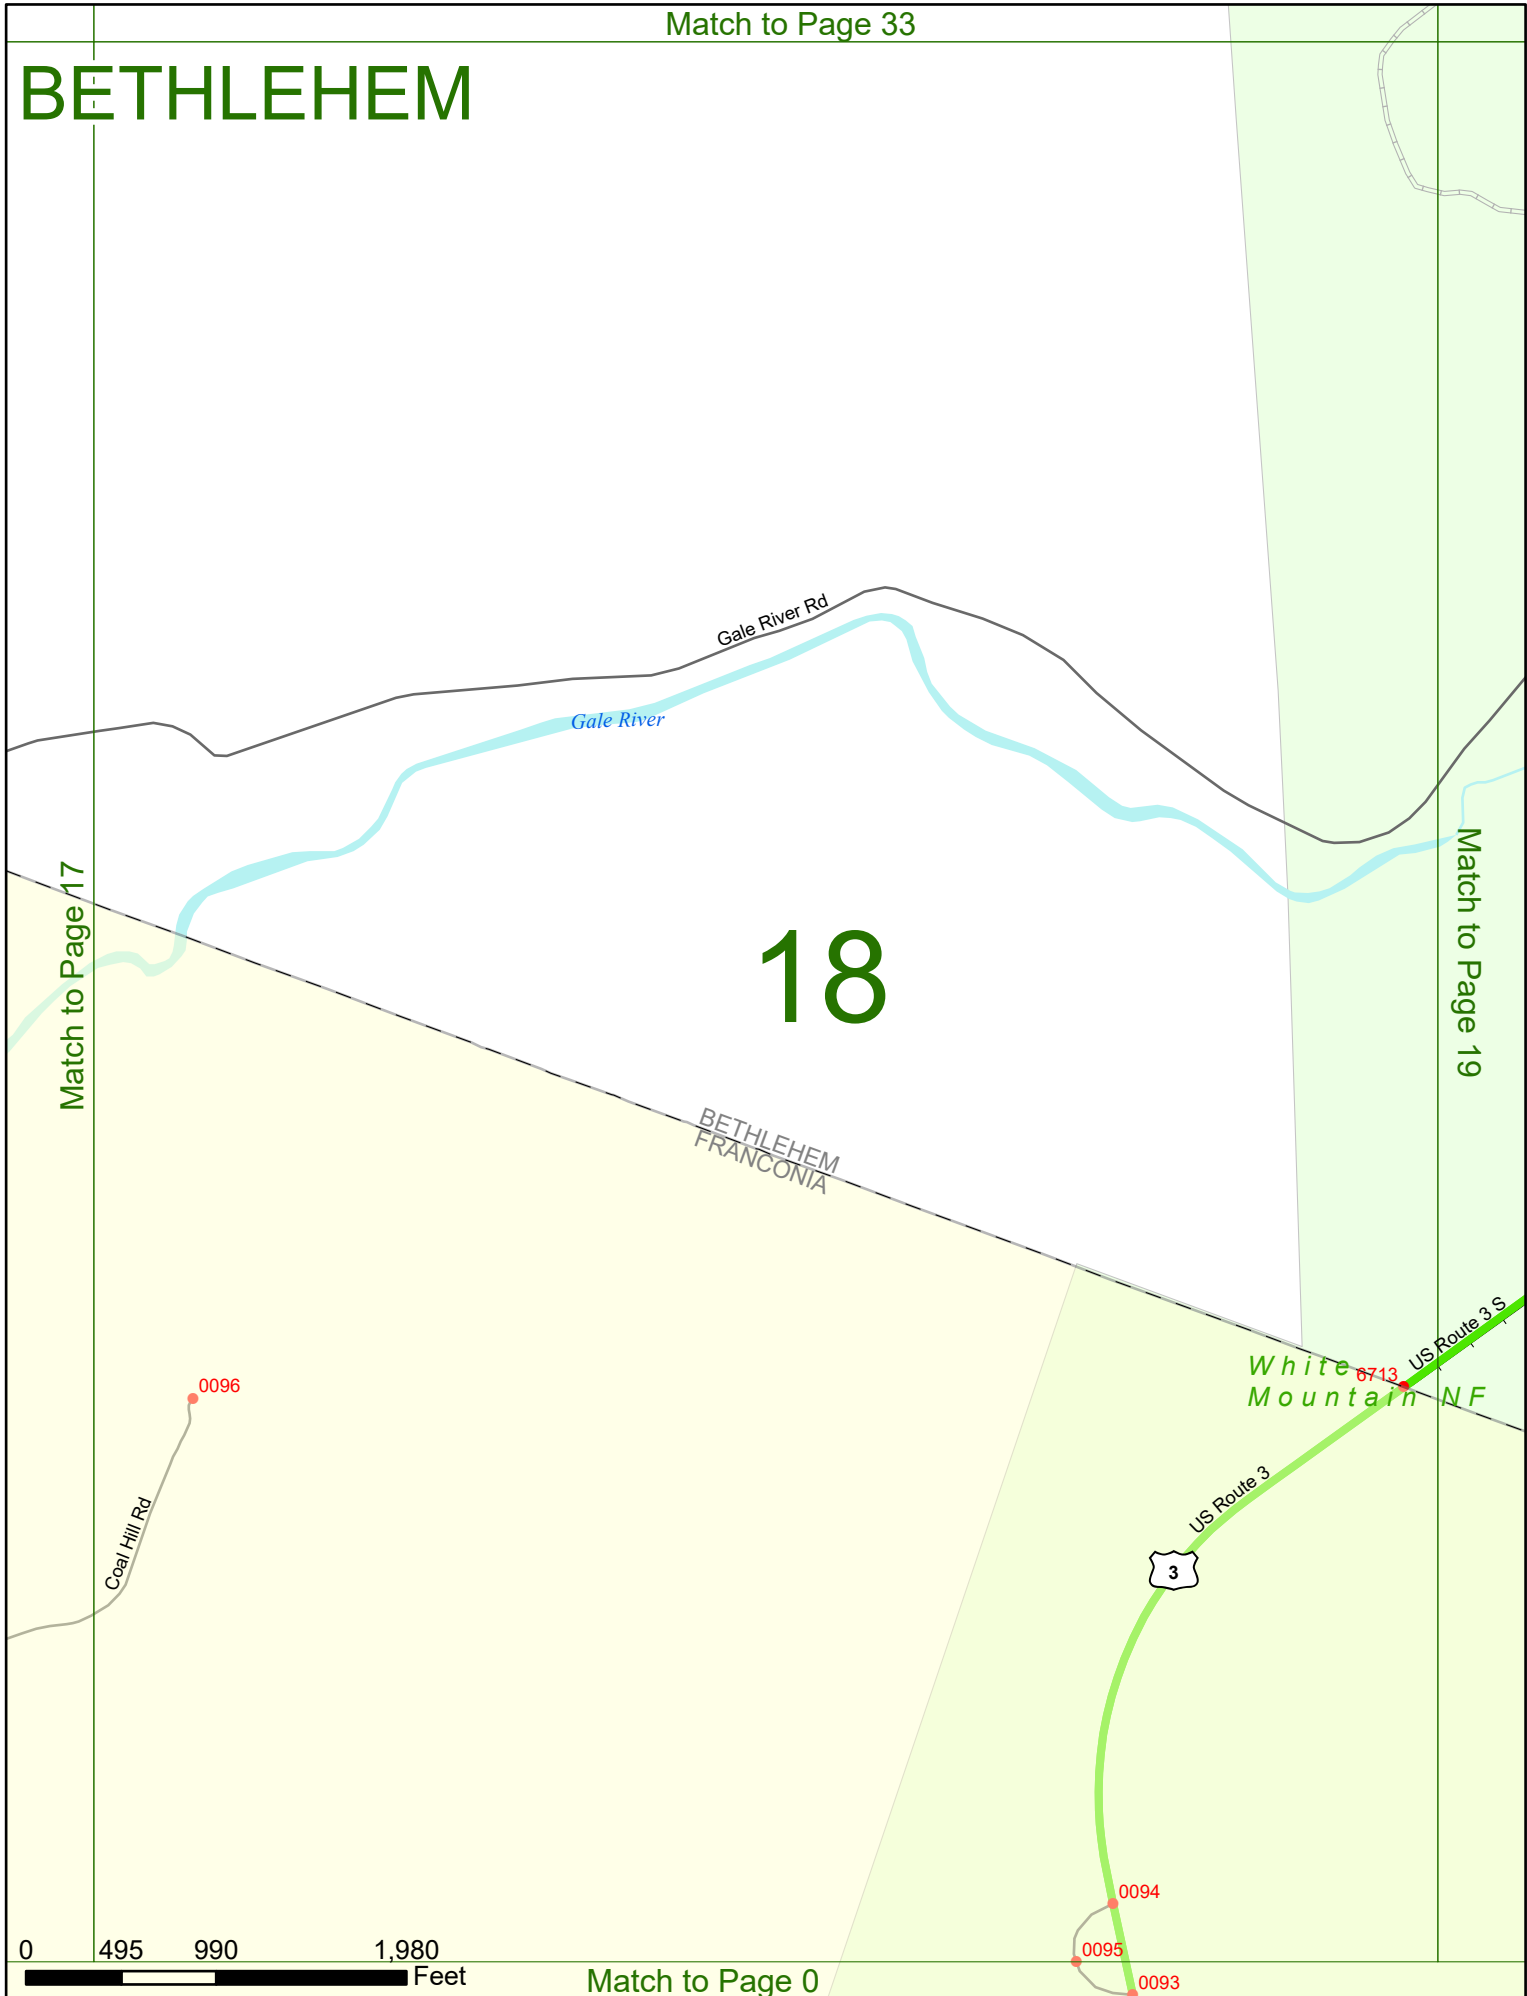 Match to Page 33
BETHLEHEM
Gale River Rd
Gale River
Match to Page 17
Match to Page 19
18
BETHLEHEM
FRANCONIA
US Route 3 S
White
6713
Mountain NF
0096
US Route 3
Coal Hill Rd
3
0094
0095
0093
0 495 990 1,980
Feet
Match to Page 0